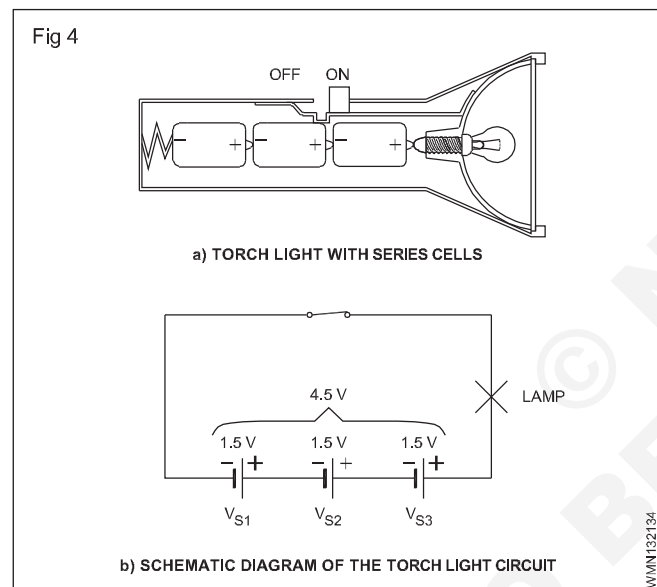 Fig 4
OFF ON
- + - + - +
a) TORCH LIGHT WITH SERIES CELLS
LAMP
4.5 V
1.5 V 1.5 V 1.5 V
- + - + - +
VS1 VS2 VS3
b) SCHEMATIC DIAGRAM OF THE TORCH LIGHT CIRCUIT
© N
BE